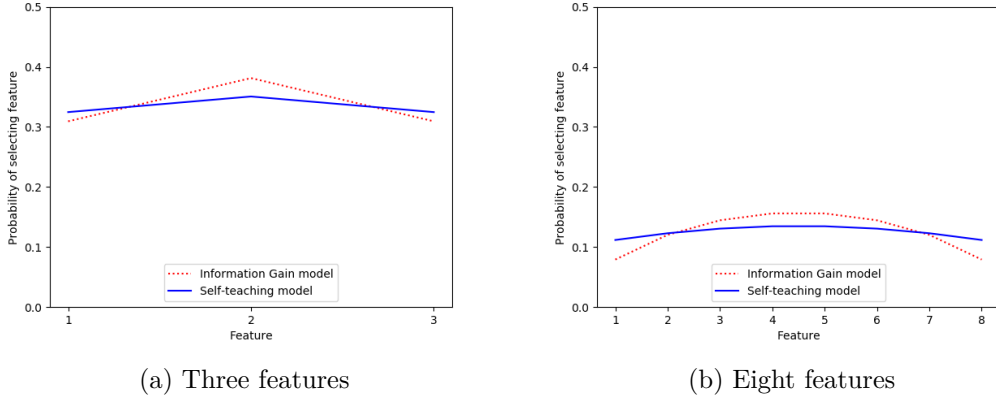 0.5
0.4
0.3
0.2
0.1
0.0
Probability of selecting feature
Information Gain model
Self-teaching model
1 2 3
Feature
(a) Three features
0.5
0.4
0.3
0.2
0.1
0.0
Probability of selecting feature
Information Gain model
Self-teaching model
1 2 3 4 5 6 7 8
Feature
(b) Eight features